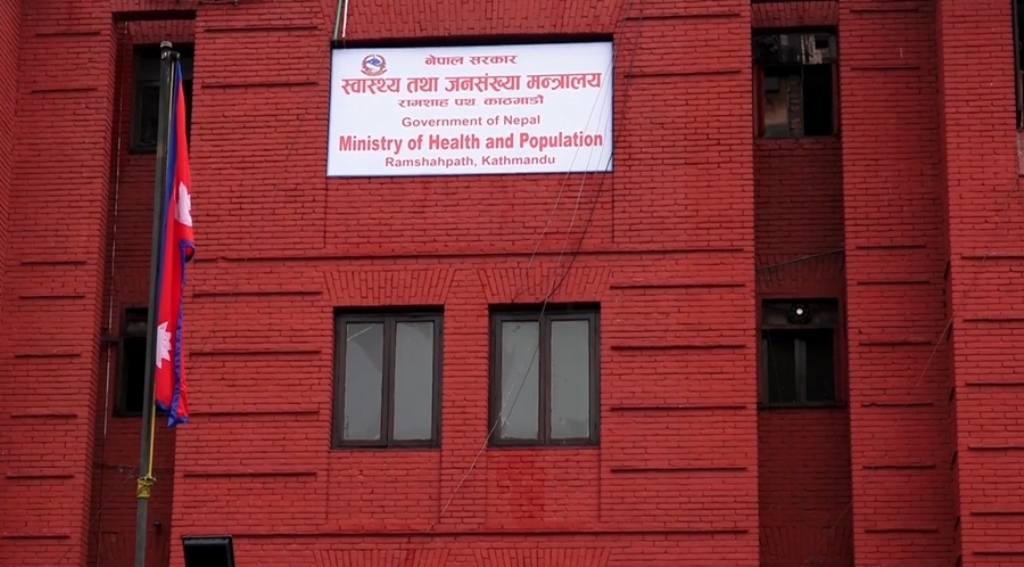 नेपाल सरकार
स्वास्थ्य तथा जनसंख्या मन्त्रालय
रामशाह पथ, काठमाडौं
Government of Nepal
Ministry of Health and Population
Ramshahpath, Kathmandu